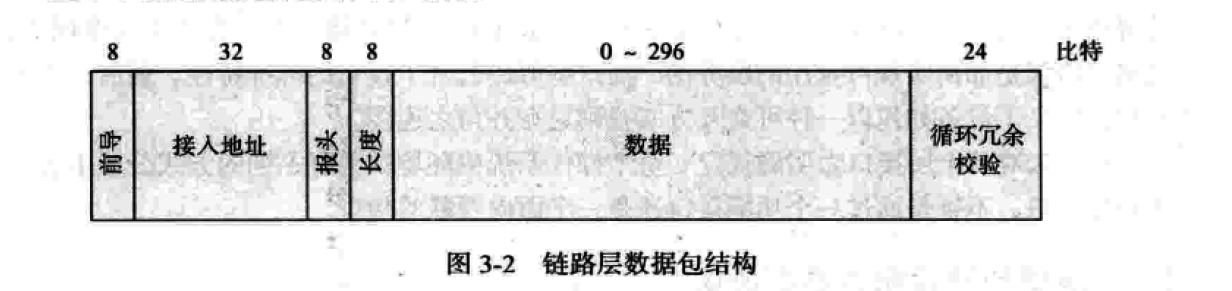 8 32 8 8 0 ~ 296 24 比特
前导 接入地址 报头 长度 数据 循环冗余
校验
图 3-2 链路层数据包结构